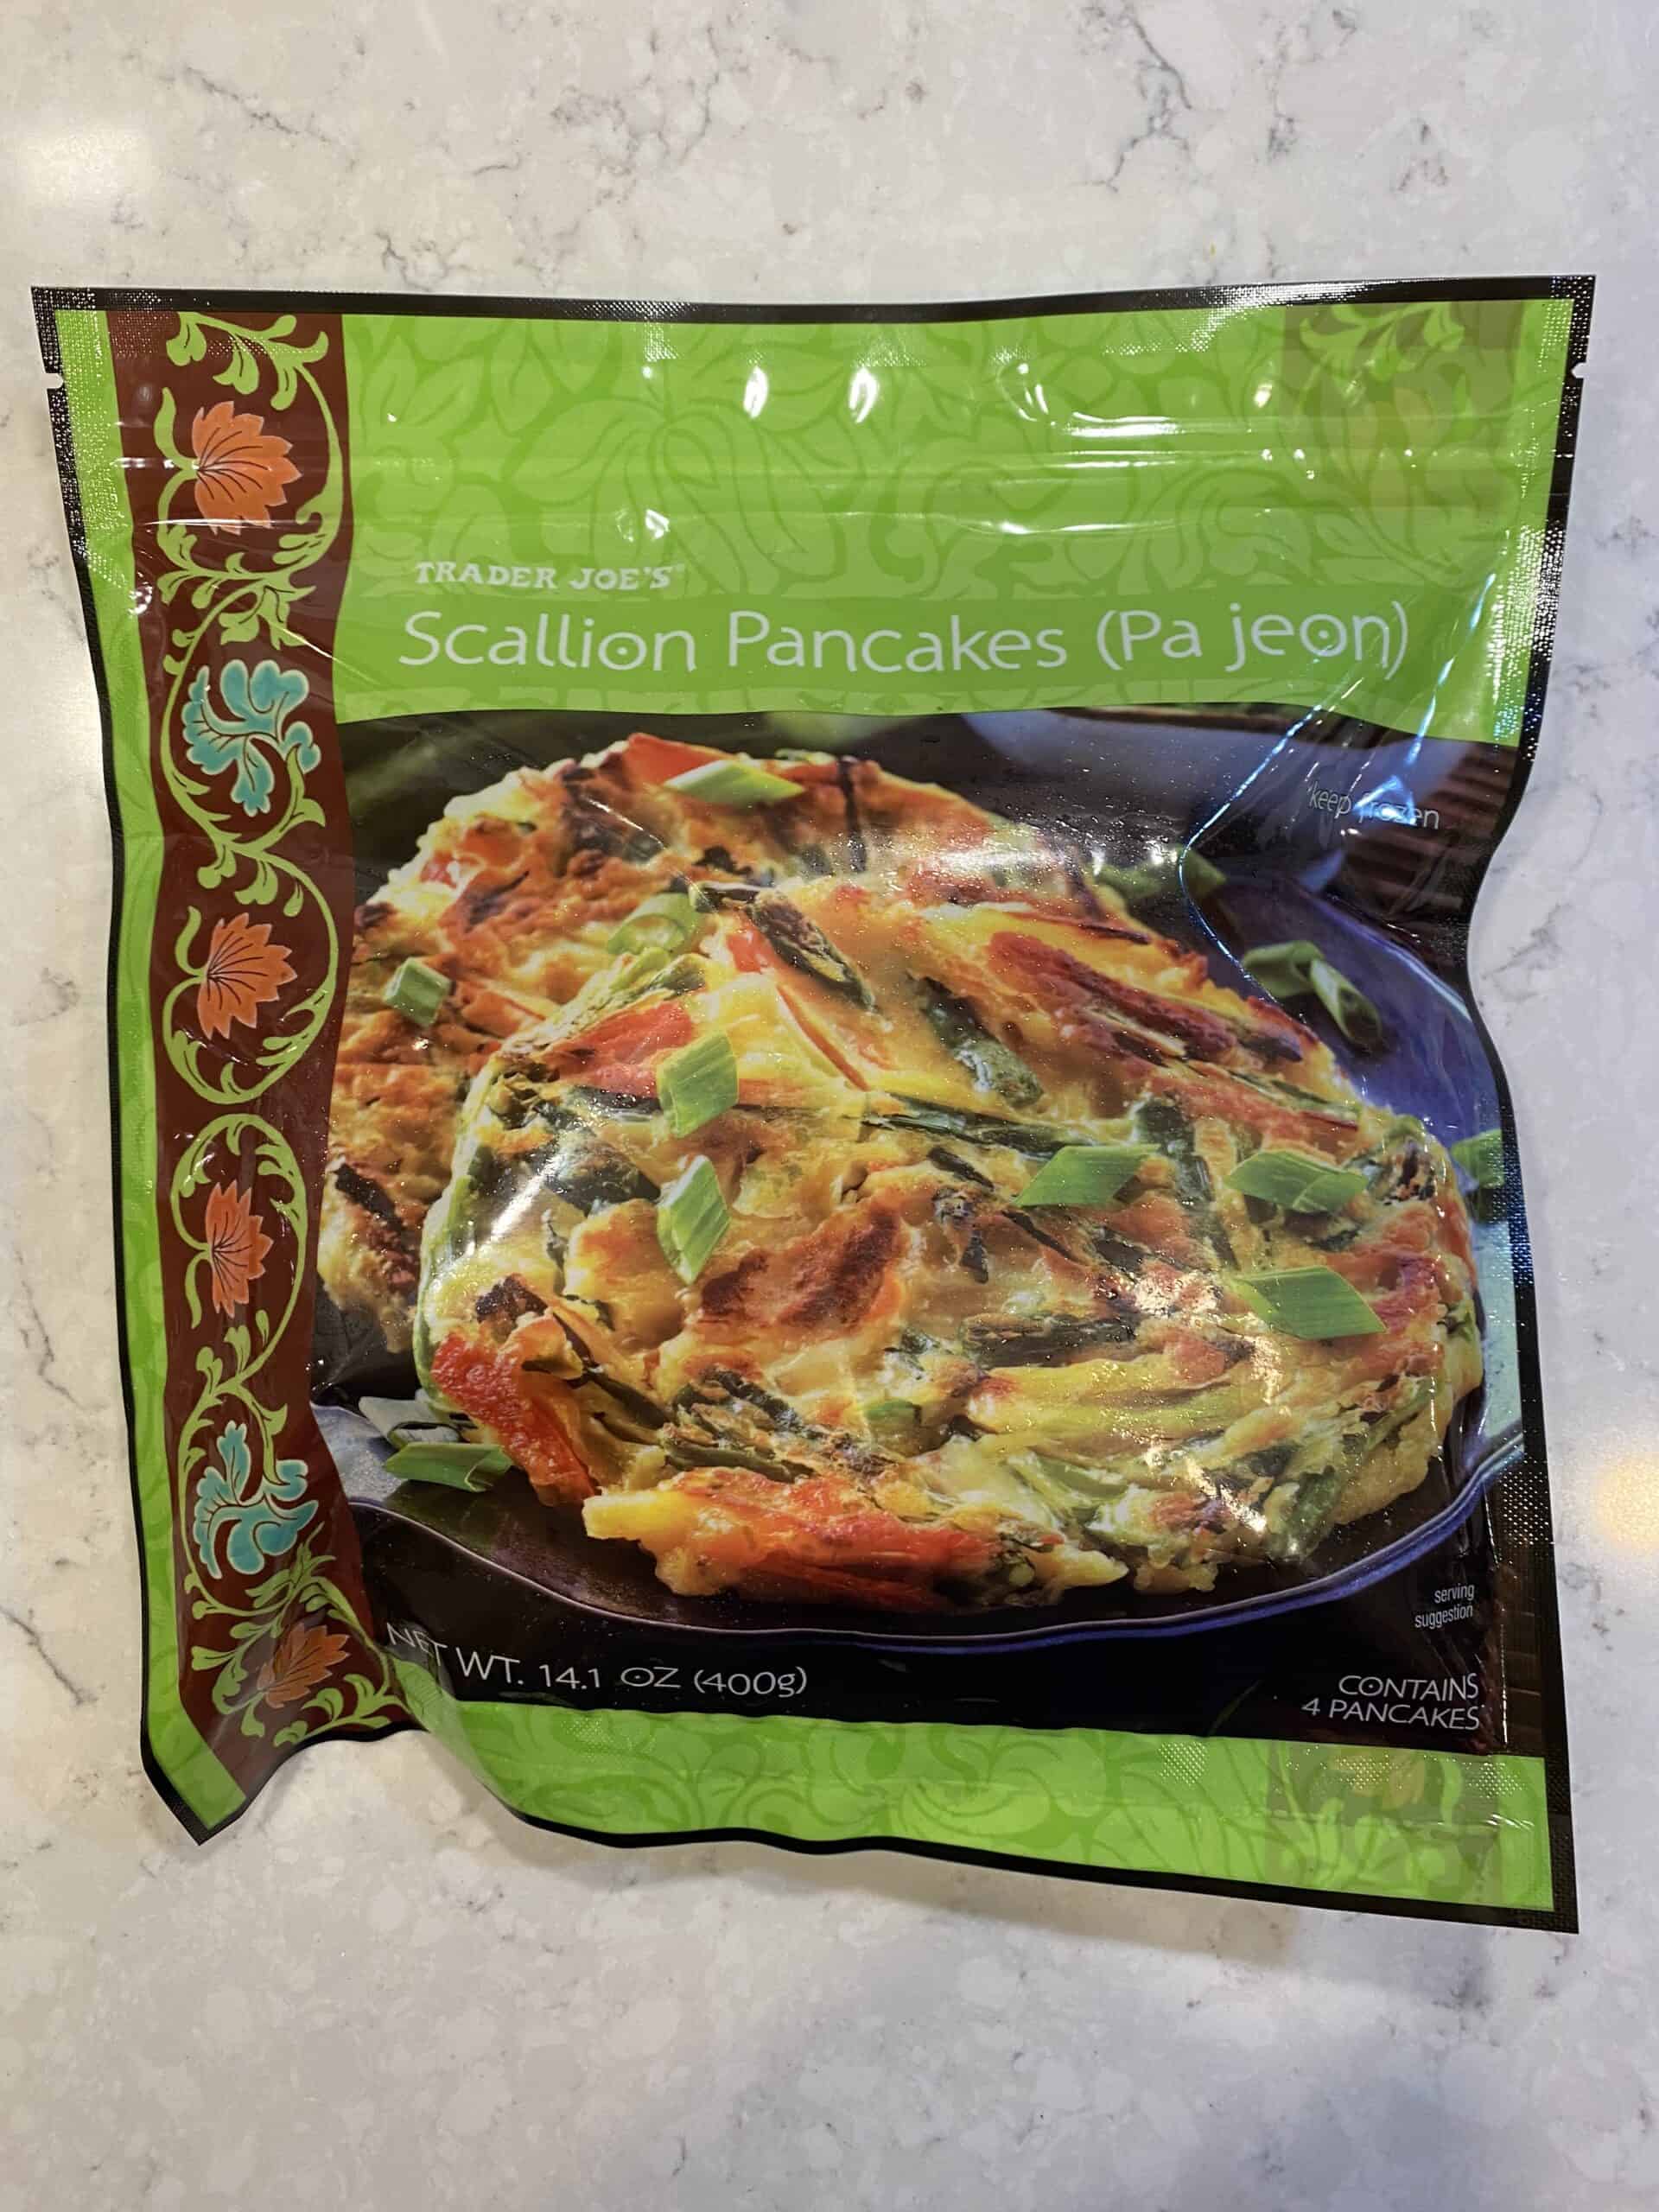 TRADER JOE'S
Scallion Pancakes (Pa jeon)
keep frozen
serving
suggestion
NET WT. 14.1 OZ (400g)
CONTAINS
4 PANCAKES